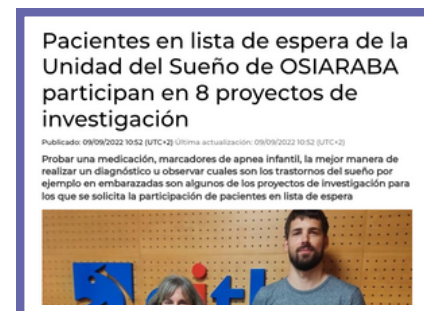 Pacientes en lista de espera de la
Unidad del Sueño de OSIARABA
participan en 8 proyectos de
investigación
Publicado: 09/09/2022 10:52 (UTC+2) Última actualización: 09/09/2022 10:52 (UTC+2)
Probar una medicación, marcadores de apnea infantil, la mejor manera de
realizar un diagnóstico u observar cuales son los trastornos del sueño por
ejemplo en embarazadas son algunos de los proyectos de investigación para
los que se solicita la participación de pacientes en lista de espera